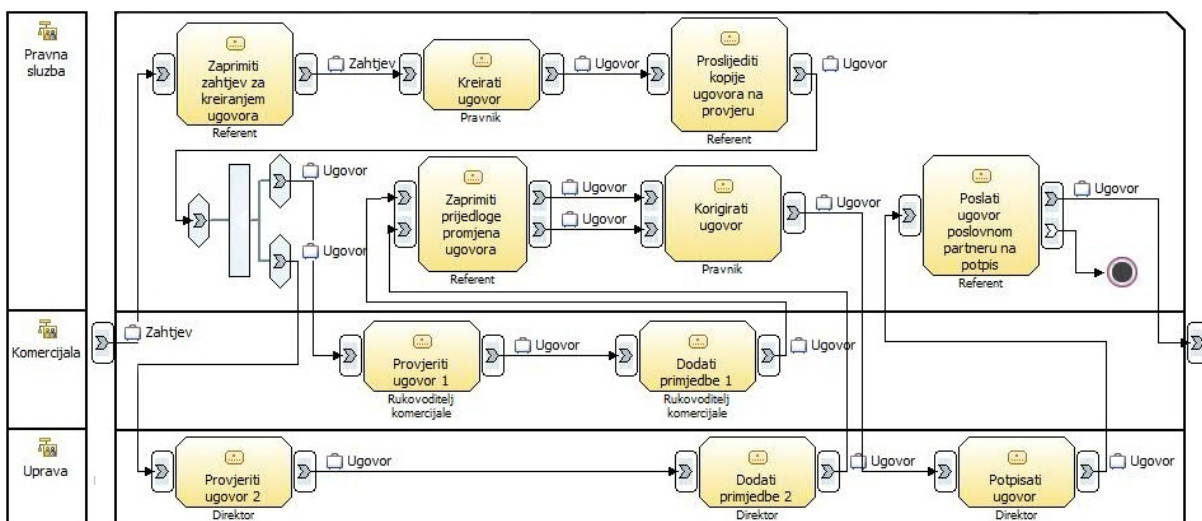 Pravna
sluzba
Zaprimiti
zahtjev za
kreiranjem
ugovora
Referent
Zahtjev
Kreirati
ugovor
Pravnik
Ugovor
Proslijediti
kopije
ugovora na
provjeru
Referent
Ugovor
Ugovor
Ugovor
Zaprimiti
prijedloge
promjena
ugovora
Referent
Ugovor
Ugovor
Korigirati
ugovor
Pravnik
Ugovor
Poslati
ugovor
poslovnom
partneru na
potpis
Referent
Ugovor
Komercijala
Zahtjev
Provjeriti
ugovor 1
Rukovoditelj
komercijale
Ugovor
Dodati
primjedbe 1
Rukovoditelj
komercijale
Ugovor
Uprava
Provjeriti
ugovor 2
Direktor
Ugovor
Dodati
primjedbe 2
Direktor
Ugovor
Potpisati
ugovor
Direktor
Ugovor